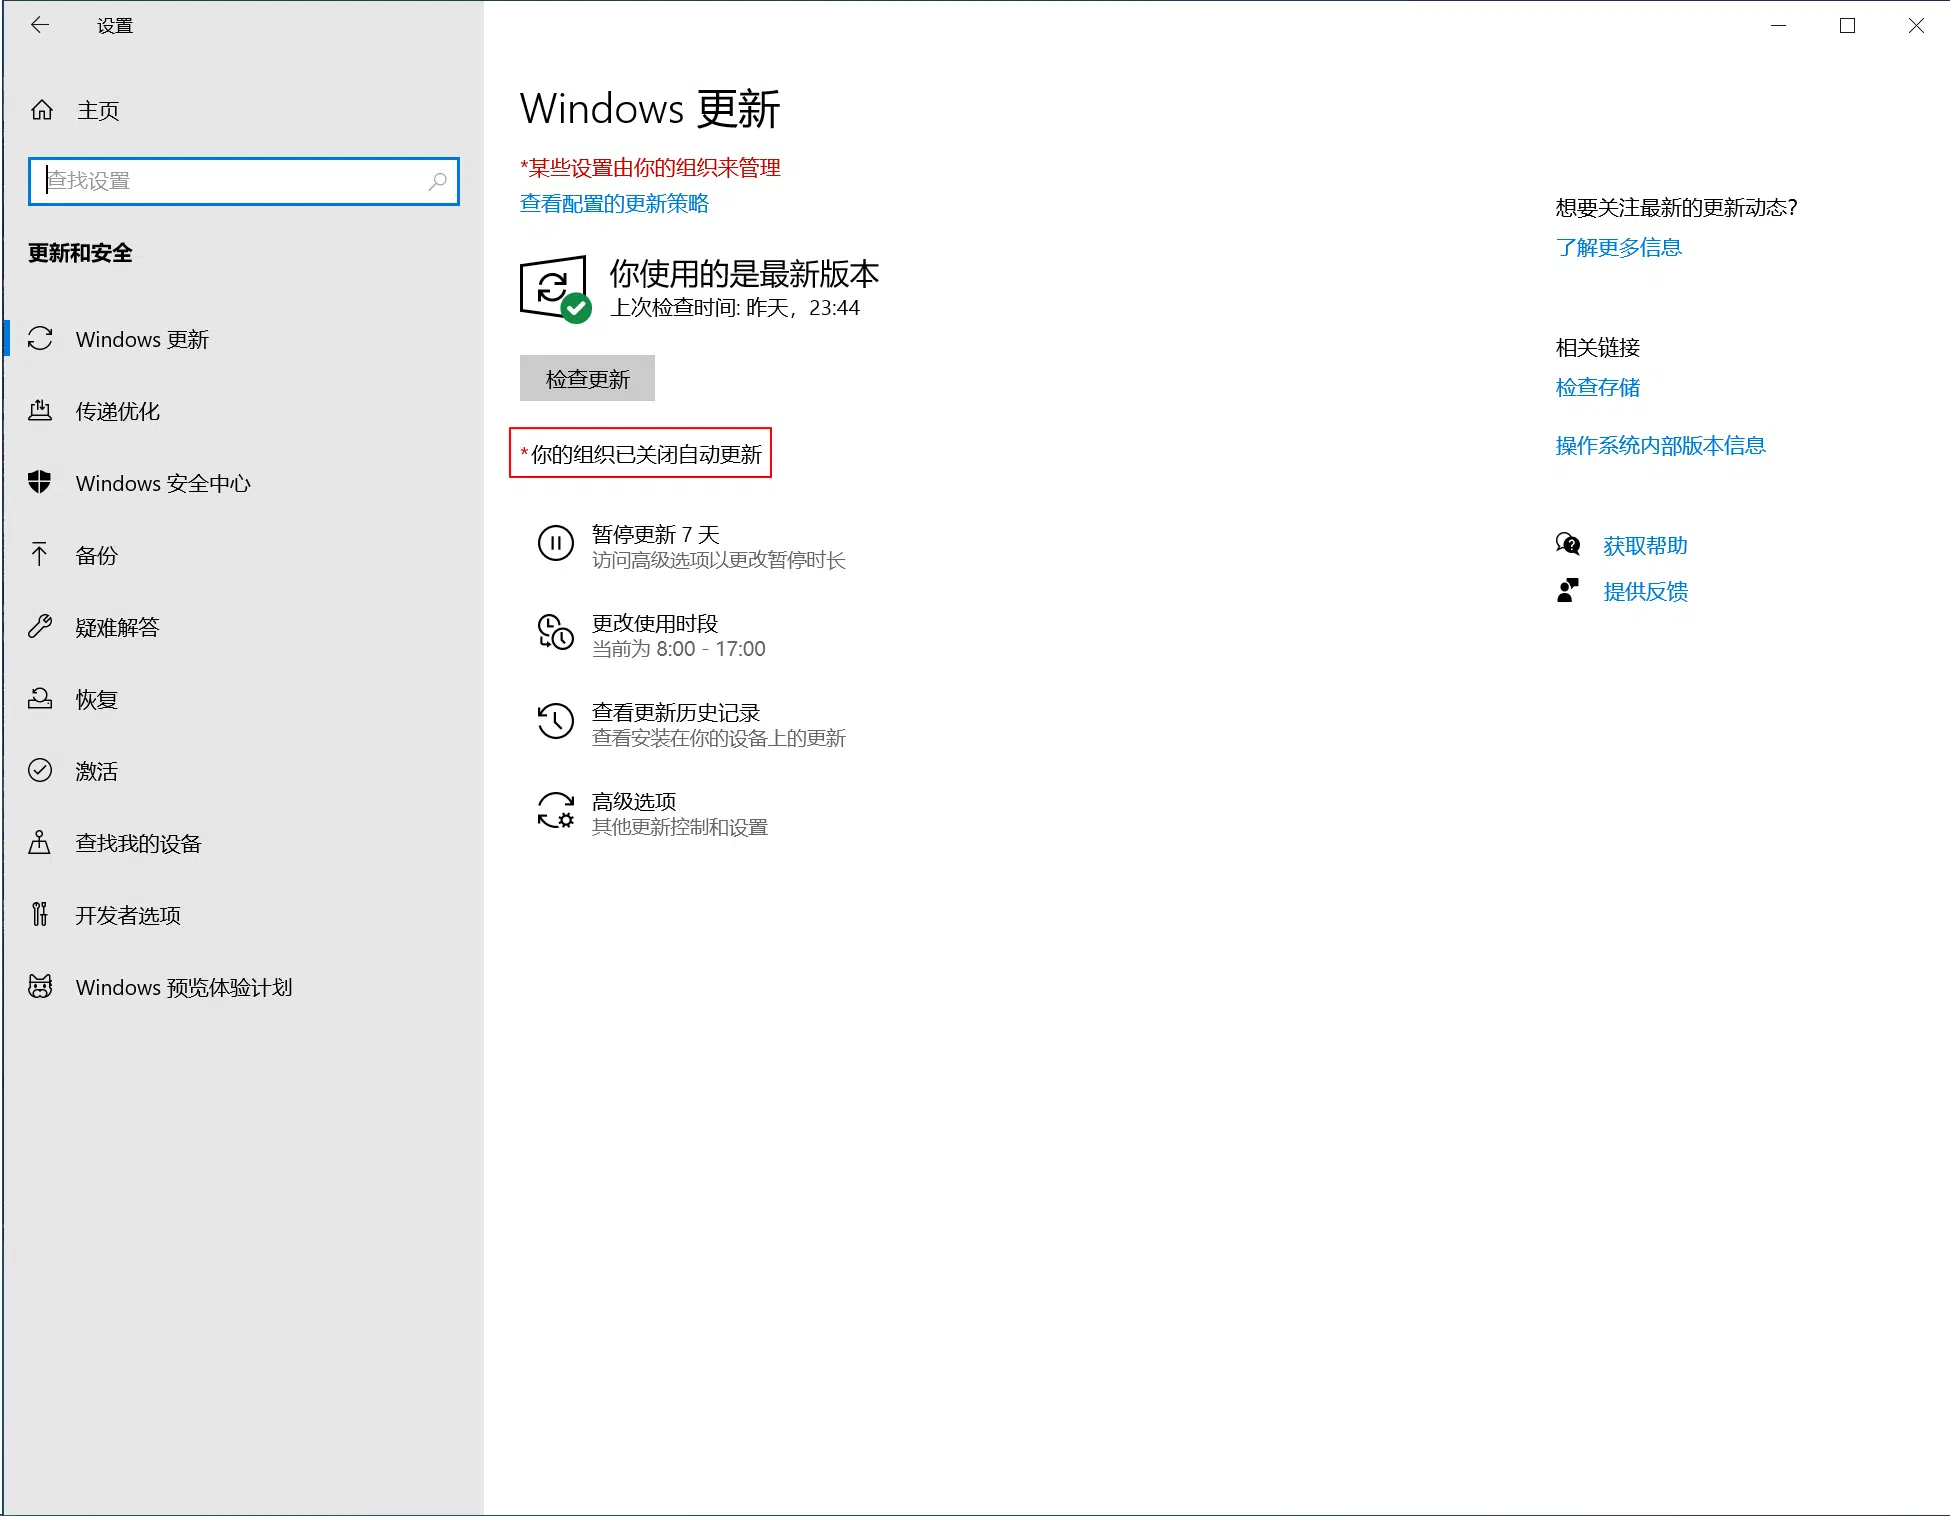 设置
主页
查找设置
更新和安全
Windows 更新
传递优化
Windows 安全中心
备份
疑难解答
恢复
激活
查找我的设备
开发者选项
Windows 预览体验计划
Windows 更新
*某些设置由你的组织来管理
查看配置的更新策略
你使用的是最新版本
上次检查时间: 昨天，23:44
检查更新
*你的组织已关闭自动更新
暂停更新 7 天
访问高级选项以更改暂停时长
更改使用时段
当前为 8:00 - 17:00
查看更新历史记录
查看安装在你的设备上的更新
高级选项
其他更新控制和设置
想要关注最新的更新动态?
了解更多信息
相关链接
检查存储
操作系统内部版本信息
获取帮助
提供反馈